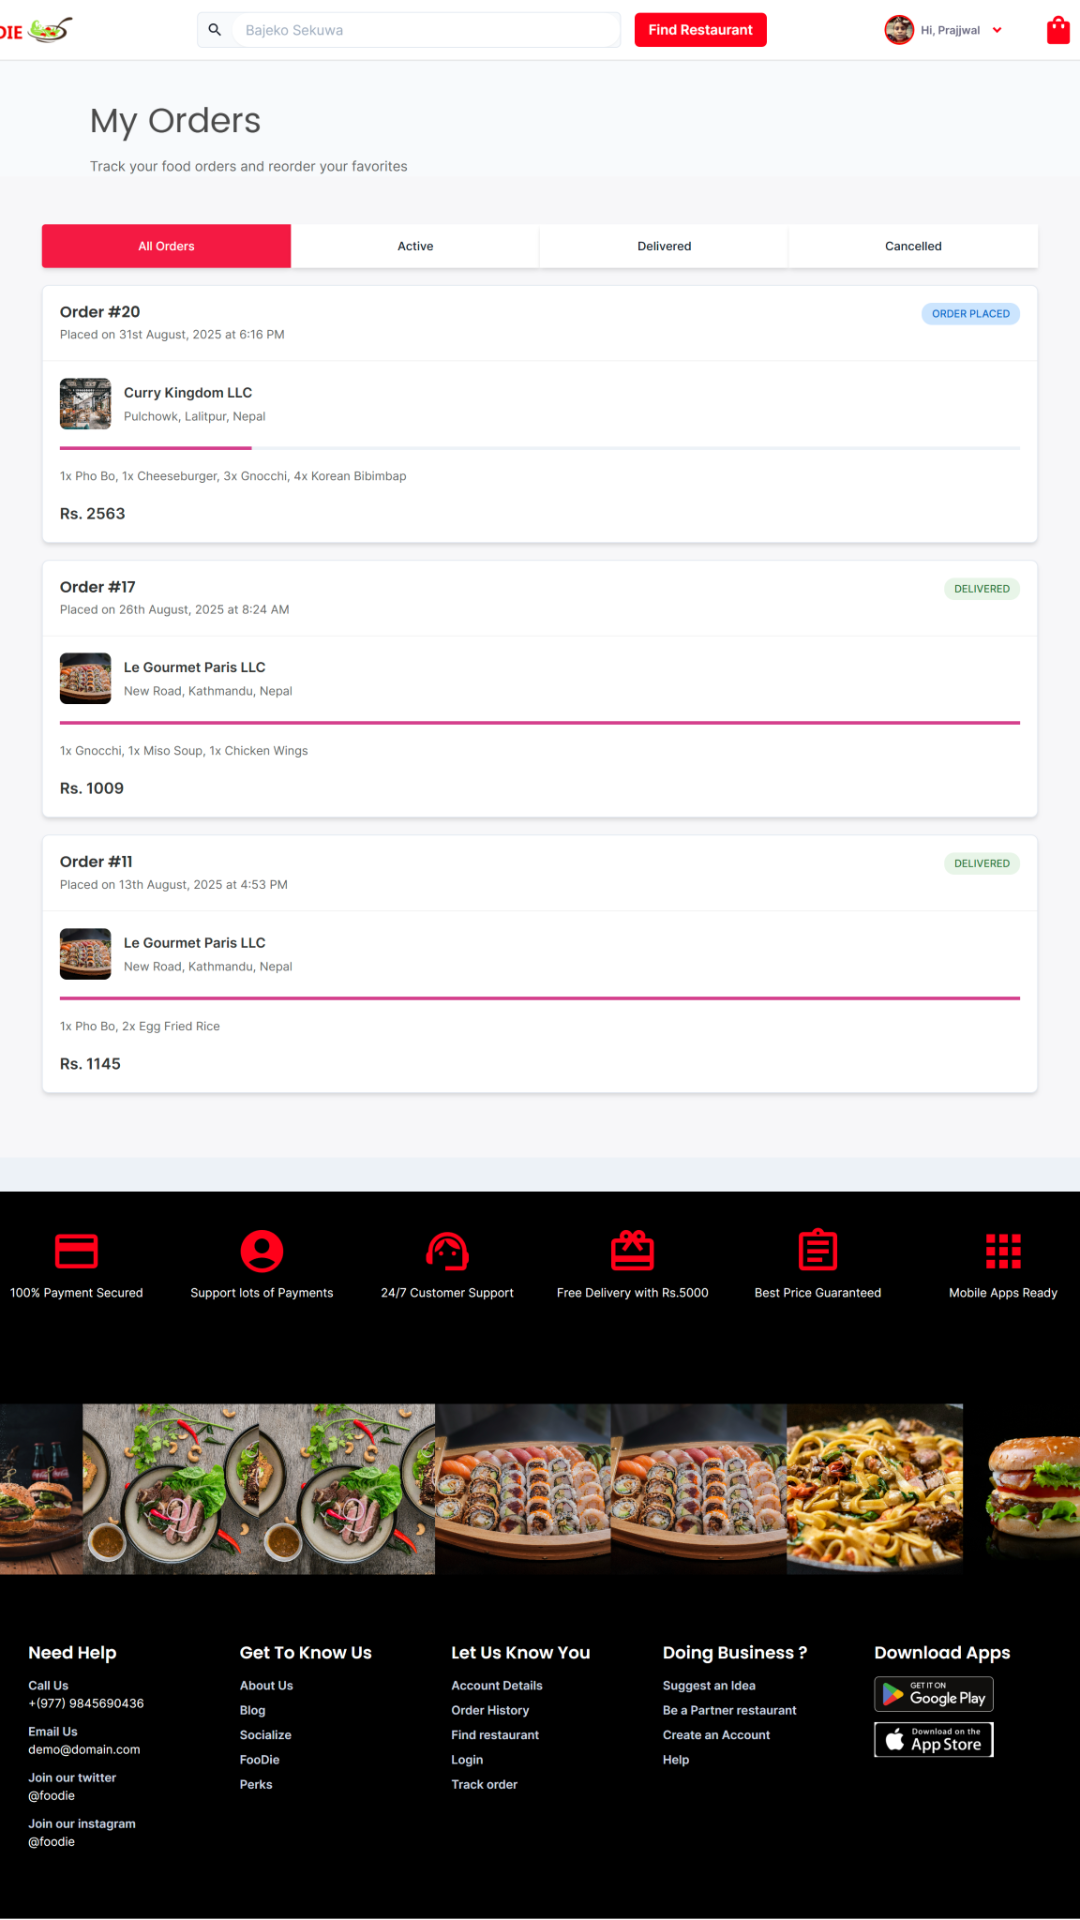 DIE
Bajeko Sekuwa
Find Restaurant
Hi, Prajjwal
My Orders
Track your food orders and reorder your favorites
All Orders
Active
Delivered
Cancelled
Order #20
ORDER PLACED
Placed on 31st August, 2025 at 6:16 PM
Curry Kingdom LLC
Pulchowk, Lalitpur, Nepal
1x Pho Bo, 1x Cheeseburger, 3x Gnocchi, 4x Korean Bibimbap
Rs. 2563
Order #17
DELIVERED
Placed on 26th August, 2025 at 8:24 AM
Le Gourmet Paris LLC
New Road, Kathmandu, Nepal
1x Gnocchi, 1x Miso Soup, 1x Chicken Wings
Rs. 1009
Order #11
DELIVERED
Placed on 13th August, 2025 at 4:53 PM
Le Gourmet Paris LLC
New Road, Kathmandu, Nepal
1x Pho Bo, 2x Egg Fried Rice
Rs. 1145
100% Payment Secured
Support lots of Payments
24/7 Customer Support
Free Delivery with Rs.5000
Best Price Guaranteed
Mobile Apps Ready
Need Help
Call Us
+(977) 9845690436
Email Us
demo@domain.com
Join our twitter
@foodie
Join our instagram
@foodie
Get To Know Us
About Us
Blog
Socialize
FooDie
Perks
Let Us Know You
Account Details
Order History
Find restaurant
Login
Track order
Doing Business ?
Suggest an Idea
Be a Partner restaurant
Create an Account
Help
Download Apps
GET IT ON
Google Play
Download on the
App Store